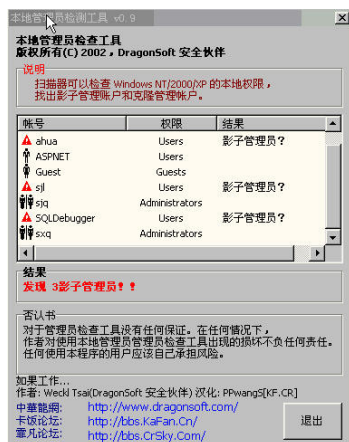 本地管理员检测工具 v0.9
本地管理员检查工具
版权所有(C) 2002，DragonSoft 安全伙伴
说明
扫描器可以检查 Windows NT/2000/XP 的本地权限，
找出影子管理账户和克隆管理帐户。
帐号 权限 结果
ahua Users 影子管理员？
ASPNET Users
Guest Guests
sjl Users 影子管理员？
sjq Administrators
SQLDebugger Users 影子管理员？
sxq Administrators
结果
发现 3影子管理员！！
否认书
对于管理员检查工具没有任何保证。在任何情况下，
作者对使用本地管理员管理员检查工具出现的损坏不负任何责任。
任何使用本程序的用户应该自己承担风险。
如果工作...
作者: Weckl Tsai(DragonSoft 安全伙伴) 汉化: PPwangS[KF.CR]
中華龍網: http://www.dragonsoft.com/
卡饭论坛: http://bbs.KaFan.Cn/
霏凡论坛: http://bbs.CrSky.Com/
退出